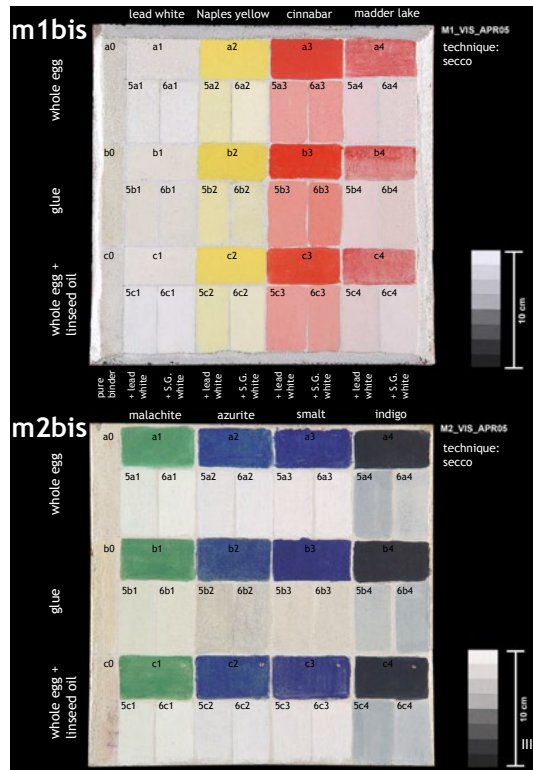 lead white Naples yellow cinnabar madder lake
m1bis
M1_VIS_APR05
technique:
secco
whole egg
a0 a1 a2 a3 a4
5a1 6a1 5a2 6a2 5a3 6a3 5a4 6a4
glue
b0 b1 b2 b3 b4
5b1 6b1 5b2 6b2 5b3 6b3 5b4 6b4
whole egg +
linseed oil
c0 c1 c2 c3 c4
5c1 6c1 5c2 6c2 5c3 6c3 5c4 6c4
10 cm
pure
binder
+ lead
white
+ S.G.
white
+ lead
white
+ S.G.
white
+ lead
white
+ S.G.
white
+ lead
white
+ S.G.
white
malachite azurite smalt indigo
m2bis
M2_VIS_APR05
technique:
secco
whole egg
a0 a1 a2 a3 a4
5a1 6a1 5a2 6a2 5a3 6a3 5a4 6a4
glue
b0 b1 b2 b3 b4
5b1 6b1 5b2 6b2 5b3 6b3 5b4 6b4
whole egg +
linseed oil
c0 c1 c2 c3 c4
5c1 6c1 5c2 6c2 5c3 6c3 5c4 6c4
10 cm
III